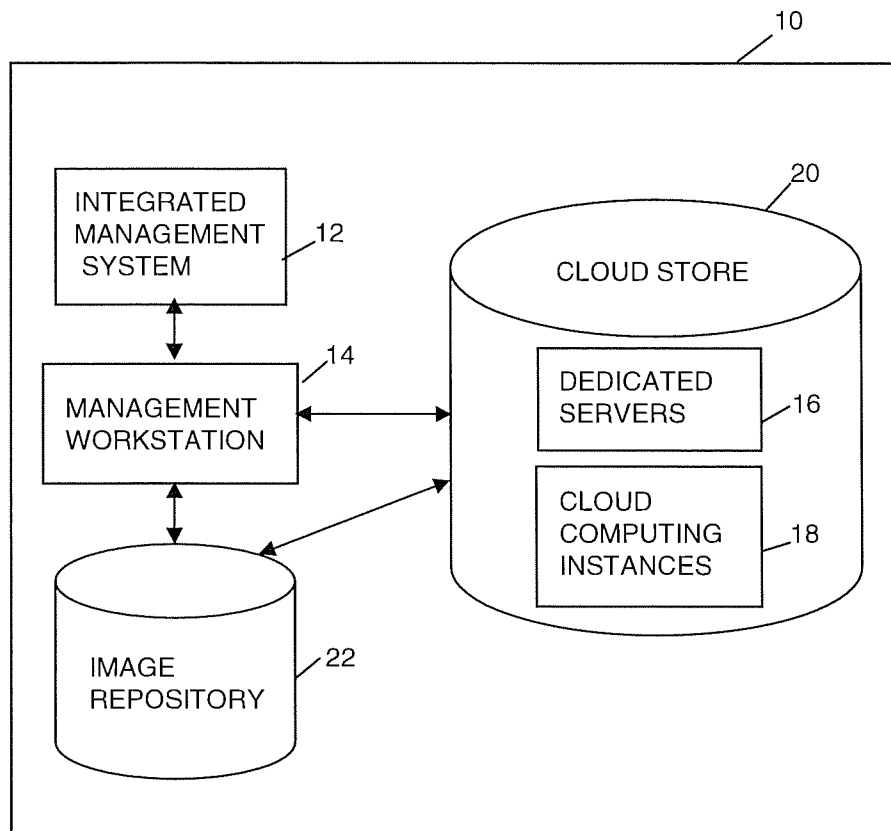 10
INTEGRATED
MANAGEMENT
SYSTEM
12
20
CLOUD STORE
14
MANAGEMENT
WORKSTATION
DEDICATED
SERVERS
16
CLOUD
COMPUTING
INSTANCES
18
IMAGE
REPOSITORY
22